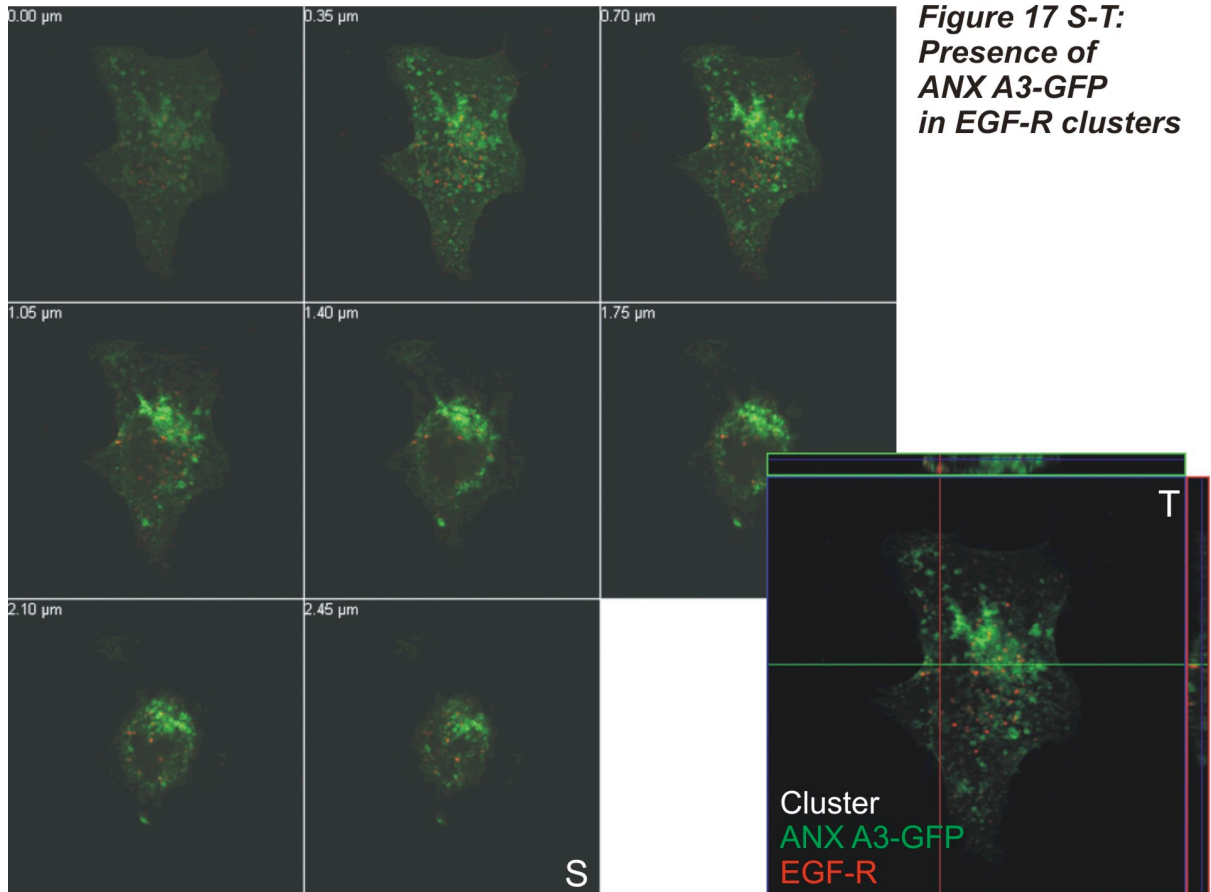 Figure 17 S-T:
Presence of
ANX A3-GFP
in EGF-R clusters
0.00 µm
0.35 µm
0.70 µm
1.05 µm
1.40 µm
1.75 µm
2.10 µm
2.45 µm
S
T
Cluster
ANX A3-GFP
EGF-R